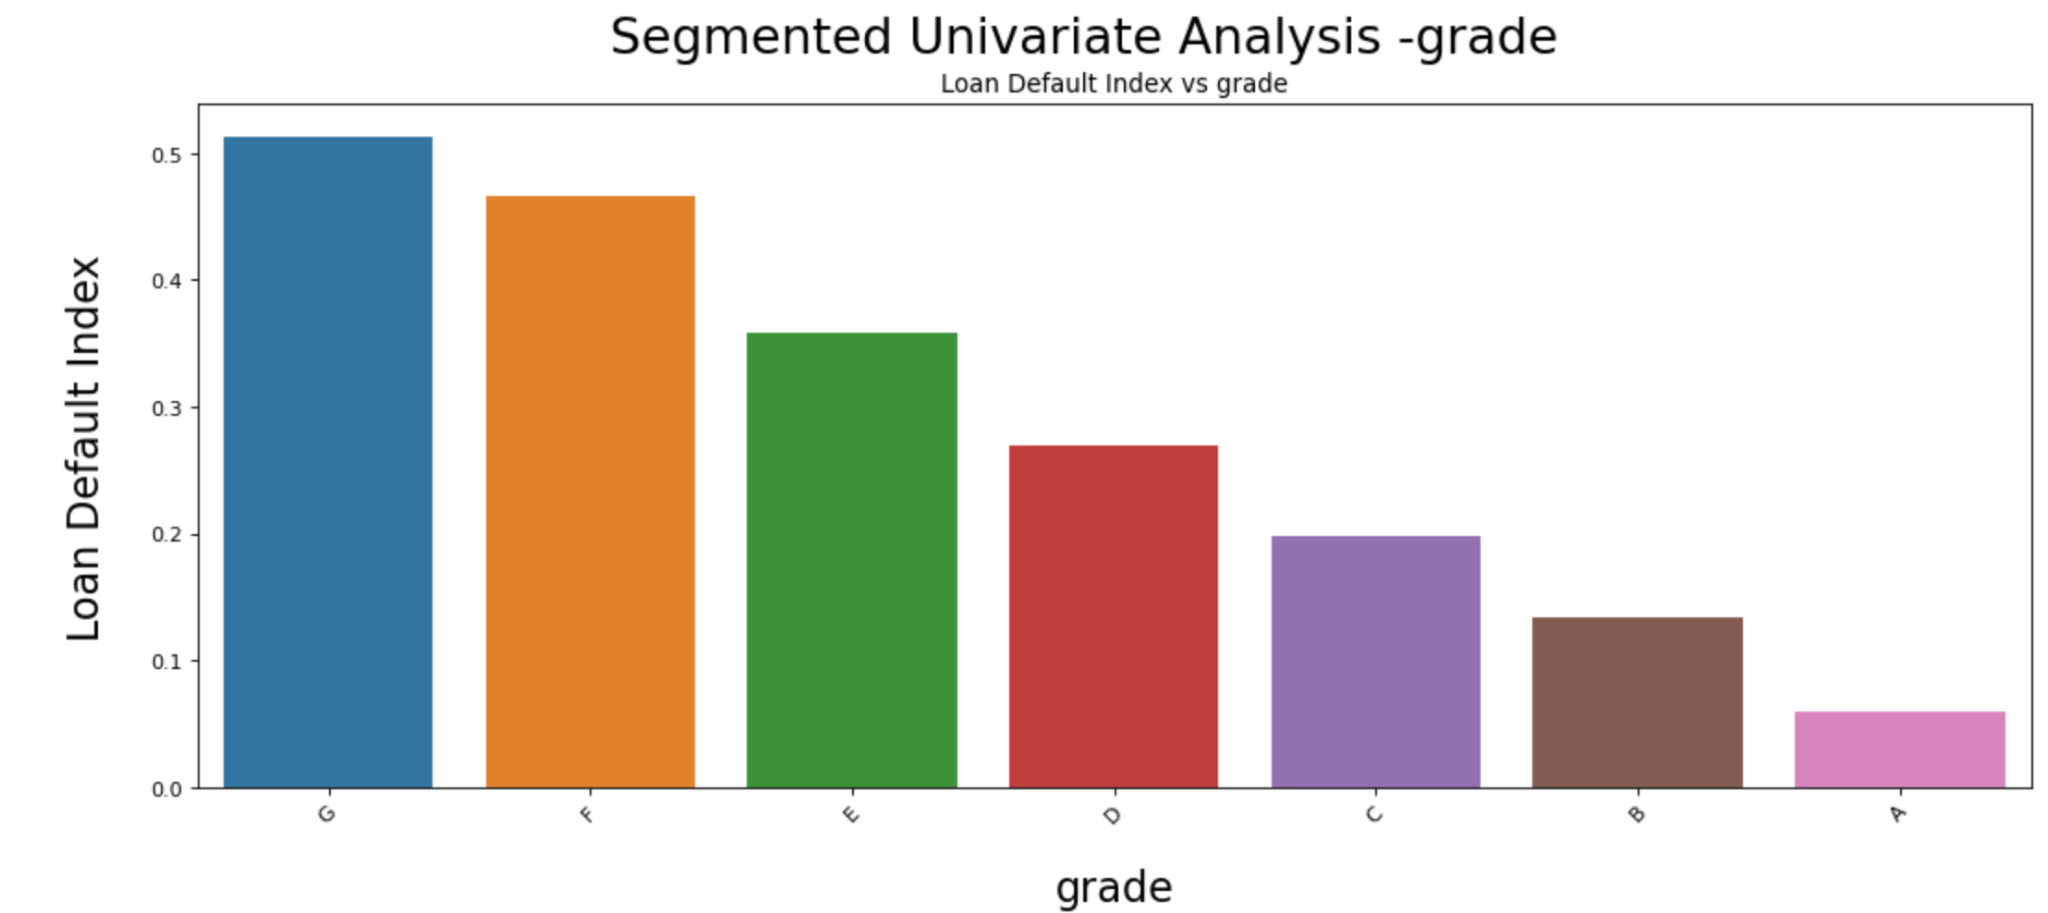 Segmented Univariate Analysis -grade
Loan Default Index vs grade
Loan Default Index
0.5
0.4
0.3
0.2
0.1
0.0
G F E D C B A
grade